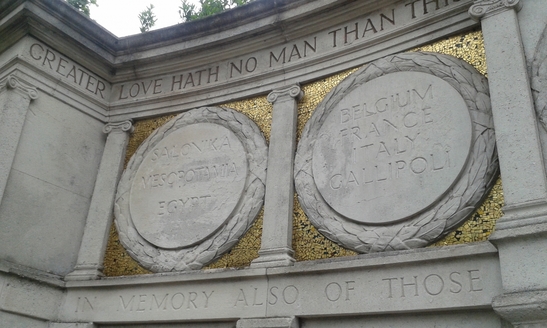 GREATER LOVE HATH NO MAN THAN THIS
SALONIKA
MESOPOTAMIA
EGYPT
BELGIUM
FRANCE
ITALY
GALLIPOLI
IN MEMORY ALSO OF THOSE